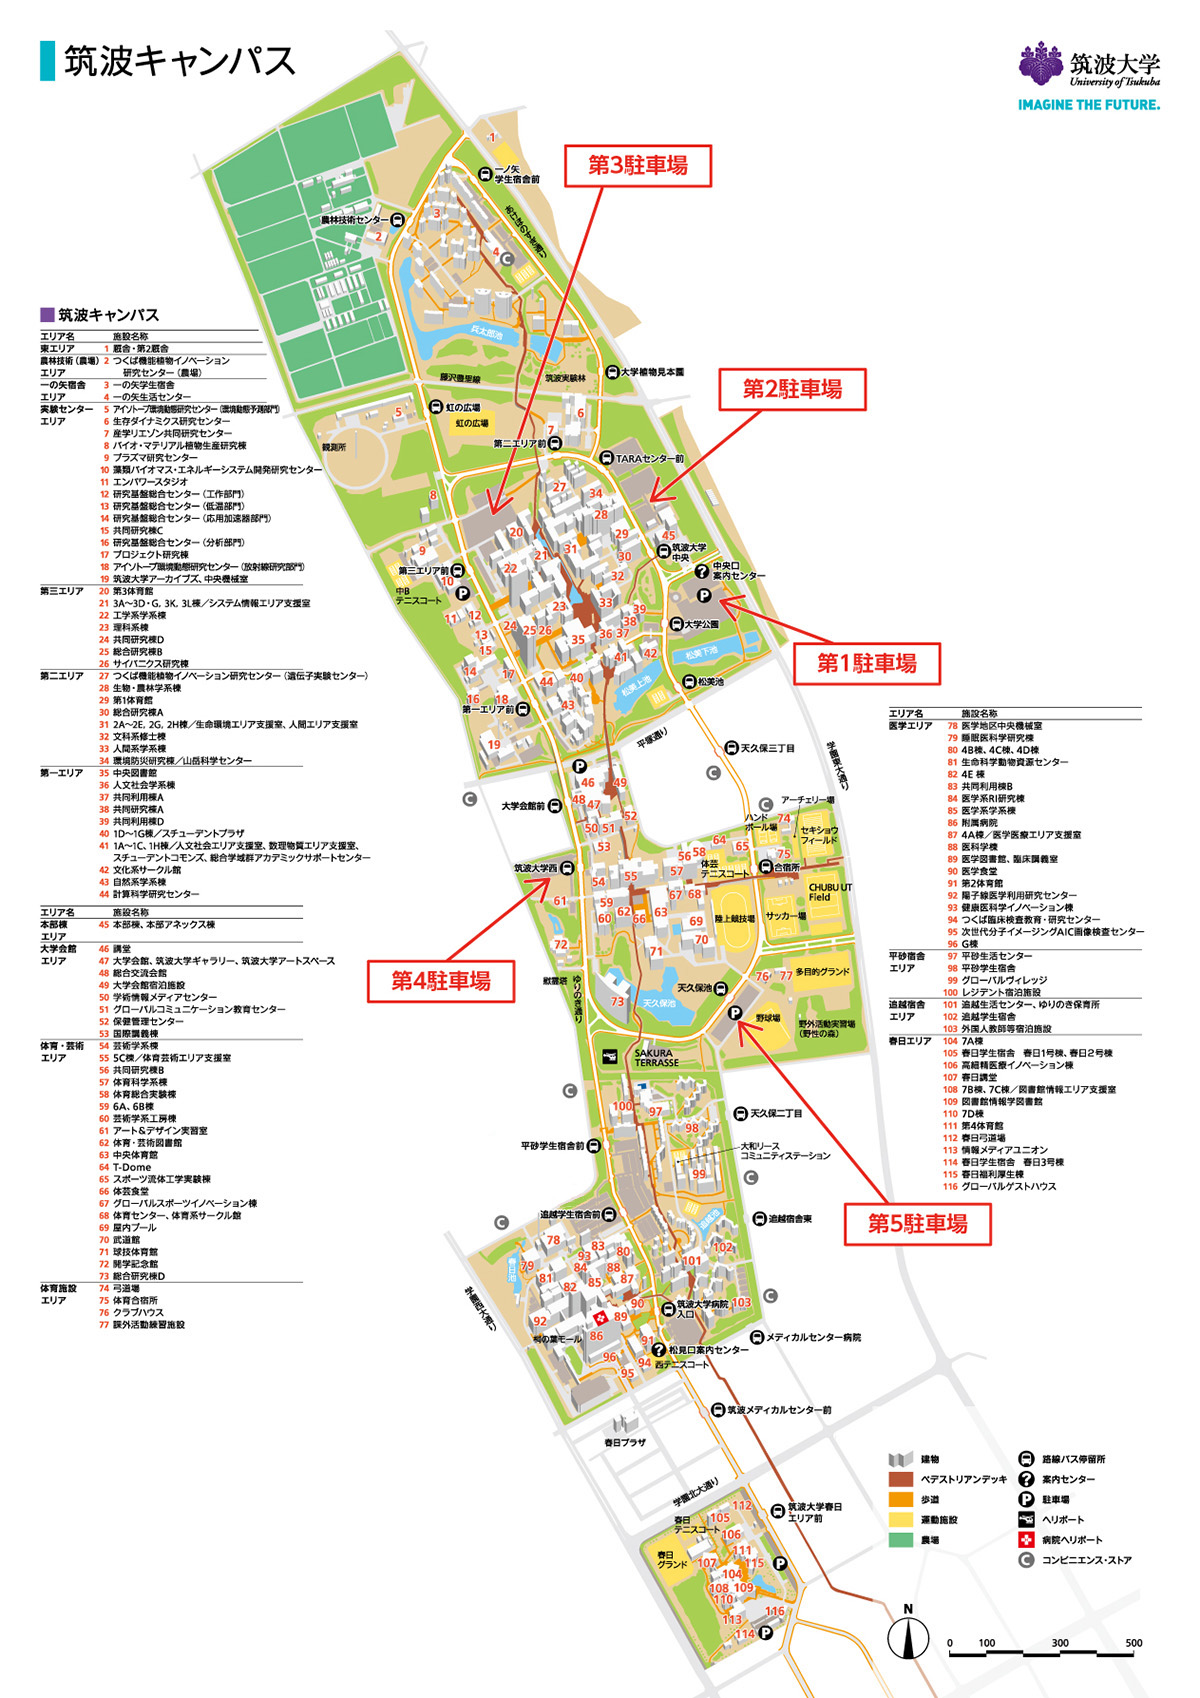 筑波キャンパス
筑波大学
University of Tsukuba
IMAGINE THE FUTURE.
第3駐車場
第2駐車場
第1駐車場
第4駐車場
第5駐車場
筑波キャンパス
エリア名 施設名称
東エリア 1 厩舎・第2厩舎
農林技術(農場) 2 つくば機能植物イノベーション
エリア 研究センター(農場)
一の矢宿舎 3 一の矢学生宿舎
エリア 4 一の矢生活センター
実験センター 5 アイソトープ環境動態研究センター(環境動態予測部門)
エリア 6 生存ダイナミクス研究センター
7 産学リエゾン共同研究センター
8 バイオ・マテリアル植物生産研究棟
9 プラズマ研究センター
10 藻類バイオマス・エネルギーシステム開発研究センター
11 エンパワースタジオ
12 研究基盤総合センター(工作部門)
13 研究基盤総合センター(低温部門)
14 研究基盤総合センター(応用加速器部門)
15 共同研究棟C
16 研究基盤総合センター(分析部門)
17 プロジェクト研究棟
18 アイソトープ環境動態研究センター(放射線研究部門)
19 筑波大学アーカイブズ、中央機械室
第三エリア 20 第3体育館
21 3A~3D・G, 3K, 3L棟/システム情報エリア支援室
22 工学系学系棟
23 理科系棟
24 共同研究棟D
25 総合研究棟B
26 サイバニクス研究棟
第二エリア 27 つくば機能植物イノベーション研究センター(遺伝子実験センター)
28 生物・農林学系棟
29 第1体育館
30 総合研究棟A
31 2A~2E, 2G, 2H棟/生命環境エリア支援室、人間エリア支援室
32 文科系修士棟
33 人間系学系棟
34 環境防災研究棟/山岳科学センター
第一エリア 35 中央図書館
36 人文社会学系棟
37 共同利用棟A
38 共同研究棟A
39 共同利用棟D
40 1D~1G棟/スチューデントプラザ
41 1A~1C、1H棟/人文社会エリア支援室、数理物質エリア支援室、
スチューデントコモンズ、総合学域群アカデミックサポートセンター
42 文化系サークル館
43 自然系学系棟
44 計算科学研究センター
エリア名 施設名称
本部棟 45 本部棟、本部アネックス棟
エリア
大学会館 46 講堂
エリア 47 大学会館、筑波大学ギャラリー、筑波大学アートスペース
48 総合交流会館
49 大学会館宿泊施設
50 学術情報メディアセンター
51 グローバルコミュニケーション教育センター
52 保健管理センター
53 国際講義棟
体育・芸術 54 芸術学系棟
エリア 55 5C棟/体育芸術エリア支援室
56 共同研究棟B
57 体育科学系棟
58 体育総合実験棟
59 6A、6B棟
60 芸術学系工房棟
61 アート&デザイン実習室
62 体育・芸術図書館
63 中央体育館
64 T-Dome
65 スポーツ流体工学実験棟
66 体芸食堂
67 グローバルスポーツイノベーション棟
68 体育センター、体育系サークル館
69 屋内プール
70 武道館
71 球技体育館
72 開学記念館
73 総合研究棟D
体育施設 74 弓道場
エリア 75 体育合宿所
76 クラブハウス
77 課外活動練習施設
エリア名 施設名称
医学エリア 78 医学地区中央機械室
79 睡眠医科学研究棟
80 4B棟、4C棟、4D棟
81 生命科学動物資源センター
82 4E 棟
83 共同利用棟B
84 医学系RI研究棟
85 医学系学系棟
86 附属病院
87 4A棟/医学医療エリア支援室
88 医科学棟
89 医学図書館、臨床講義室
90 医学食堂
91 第2体育館
92 陽子線医学利用研究センター
93 健康医科学イノベーション棟
94 つくば臨床検査教育・研究センター
95 次世代分子イメージングAIC画像検査センター
96 G棟
平砂宿舎 97 平砂生活センター
エリア 98 平砂学生宿舎
99 グローバルヴィレッジ
100 レジデント宿泊施設
追越宿舎 101 追越生活センター、ゆりのき保育所
エリア 102 追越学生宿舎
103 外国人教師等宿泊施設
春日エリア 104 7A棟
105 春日学生宿舎 春日1号棟、春日2号棟
106 高細精医療イノベーション棟
107 春日講堂
108 7B棟、7C棟/図書館情報エリア支援室
109 図書館情報学図書館
110 7D棟
111 第4体育館
112 春日弓道場
113 情報メディアユニオン
114 春日学生宿舎 春日3号棟
115 春日福利厚生棟
116 グローバルゲストハウス
一ノ矢
学生宿舎前
農林技術センター
あけぼのすぎ通り
兵太郎池
藤沢豊里線
筑波実験林
大学植物見本園
虹の広場
虹の広場
観測所
第二エリア前
TARAセンター前
筑波大学
中央
中央口
案内センター
第三エリア前
中B
テニスコート
大学公園
松美下池
松美上池
松美池
第一エリア前
平塚通り
天久保三丁目
学園東大通り
大学会館前
アーチェリー場
ハンド
ボール場
セキショウ
フィールド
筑波大学西
体芸
テニスコート
合宿所
CHUBU UT
Field
陸上競技場
サッカー場
慰霊塔
ゆりのき通り
天久保池
天久保池
多目的グランド
野球場
野外活動実習場
(野性の森)
SAKURA
TERRASSE
天久保二丁目
平砂学生宿舎前
大和リース
コミュニティステーション
追越学生宿舎前
追越池
追越宿舎東
春日池
学園西大通り
筑波大学病院
入口
桐の葉モール
松見口案内センター
西テニスコート
メディカルセンター病院
筑波メディカルセンター前
春日プラザ
学園北大通り
筑波大学春日
エリア前
春日
テニスコート
春日
グランド
建物
ペデストリアンデッキ
歩道
運動施設
農場
路線バス停留所
案内センター
駐車場
ヘリポート
病院ヘリポート
コンビニエンス・ストア
N
0 100 300 500